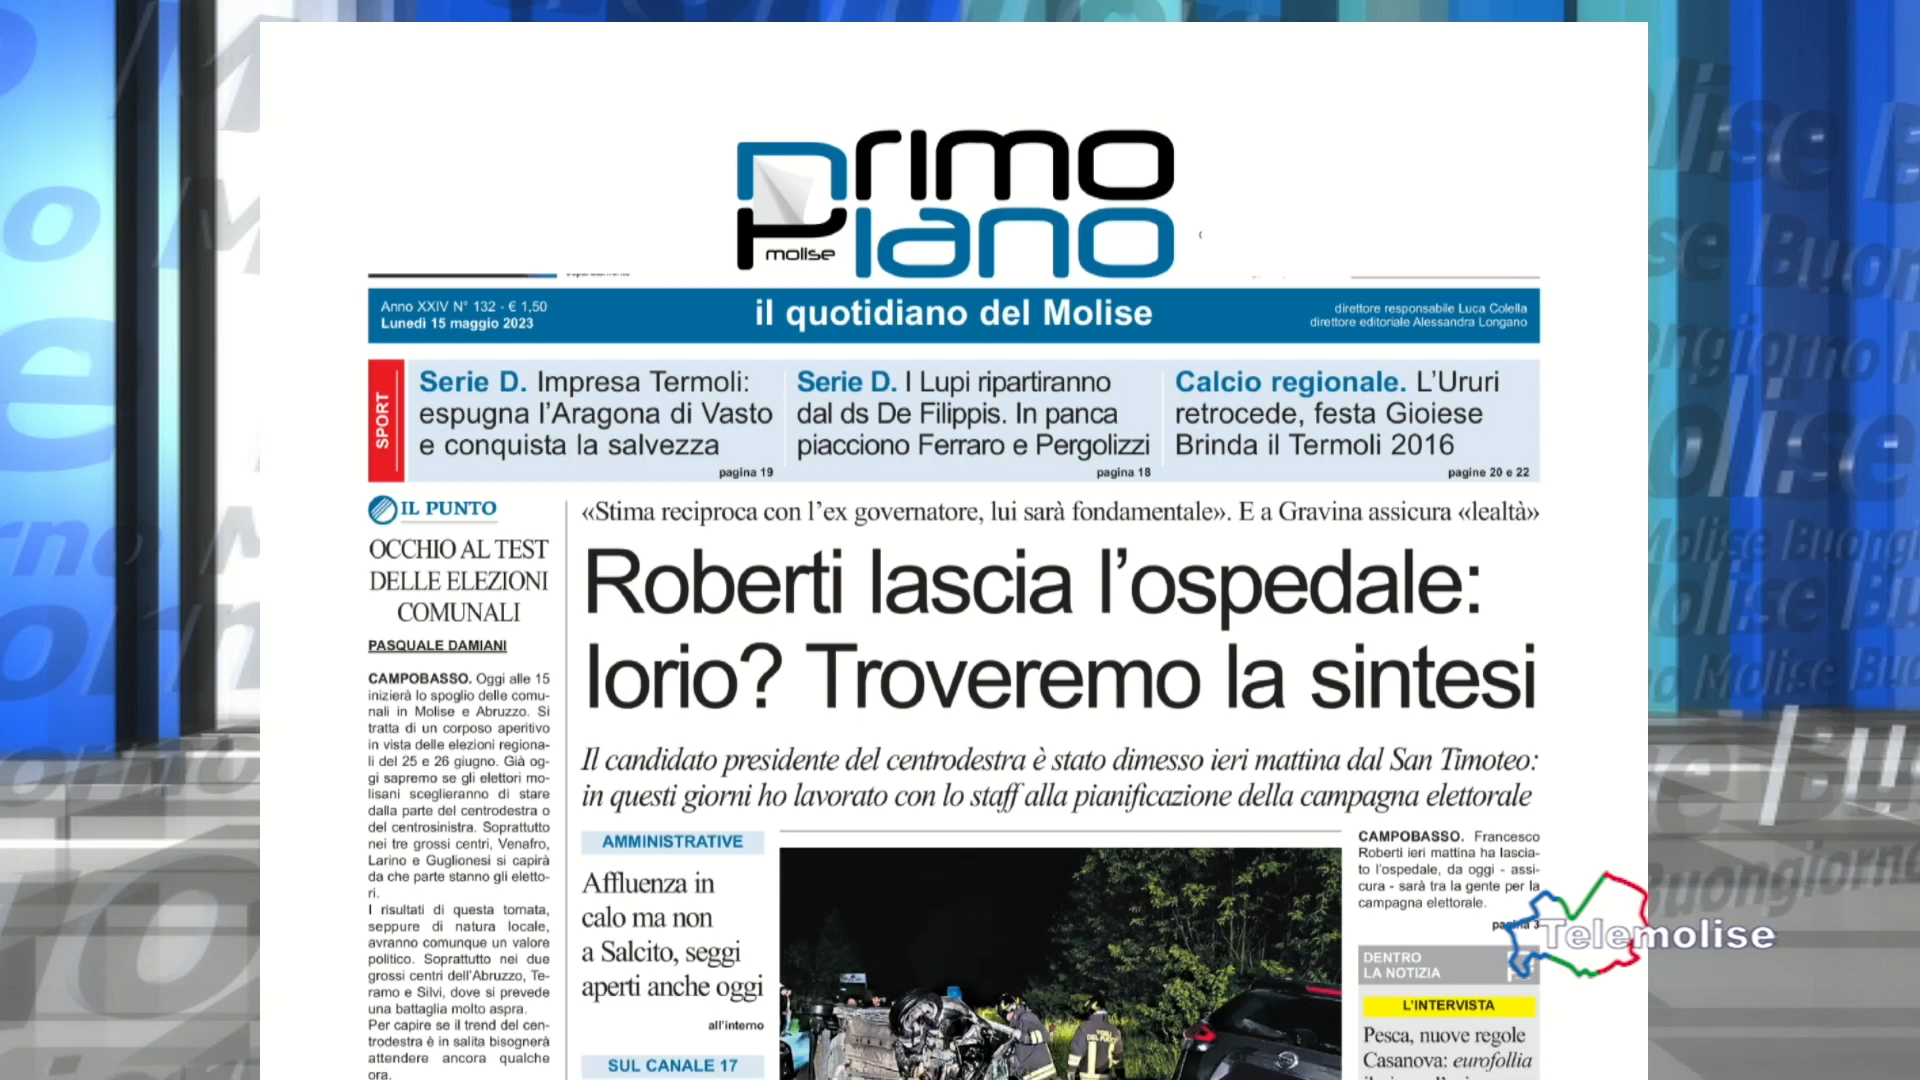 Primo
Piano
molise
Anno XXIV N° 132 - € 1,50
Lunedì 15 maggio 2023
il quotidiano del Molise
direttore responsabile Luca Colella
direttore editoriale Alessandra Longano
SPORT
Serie D. Impresa Termoli:
espugna l'Aragona di Vasto
e conquista la salvezza
pagina 19
Serie D. I Lupi ripartiranno
dal ds De Filippis. In panca
piacciono Ferraro e Pergolizzi
pagina 18
Calcio regionale. L'Ururi
retrocede, festa Gioiese
Brinda il Termoli 2016
pagine 20 e 22
IL PUNTO
OCCHIO AL TEST
DELLE ELEZIONI
COMUNALI
PASQUALE DAMIANI
CAMPOBASSO. Oggi alle 15
inizierà lo spoglio delle comu-
nali in Molise e Abruzzo. Si
tratta di un corposo aperitivo
in vista delle elezioni regiona-
li del 25 e 26 giugno. Già og-
gi sapremo se gli elettori mo-
lisani sceglieranno di stare
dalla parte del centrodestra o
del centrosinistra. Soprattutto
nei tre grossi centri, Venafro,
Larino e Guglionesi si capirà
da che parte stanno gli eletto-
ri.
I risultati di questa tornata,
seppure di natura locale,
avranno comunque un valore
politico. Soprattutto nei due
grossi centri dell'Abruzzo, Te-
ramo e Silvi, dove si prevede
una battaglia molto aspra.
Per capire se il trend del cen-
trodestra è in salita bisognerà
attendere ancora qualche
ora.
«Stima reciproca con l'ex governatore, lui sarà fondamentale». E a Gravina assicura «lealtà»
Roberti lascia l'ospedale:
Iorio? Troveremo la sintesi
Il candidato presidente del centrodestra è stato dimesso ieri mattina dal San Timoteo:
in questi giorni ho lavorato con lo staff alla pianificazione della campagna elettorale
AMMINISTRATIVE
Affluenza in
calo ma non
a Salcito, seggi
aperti anche oggi
all'interno
SUL CANALE 17
CAMPOBASSO. Francesco
Roberti ieri mattina ha lascia-
to l'ospedale, da oggi - assi-
cura - sarà tra la gente per la
campagna elettorale.
pagina 3
Telemolise
DENTRO
LA NOTIZIA
L'INTERVISTA
Pesca, nuove regole
Casanova: eurofollia